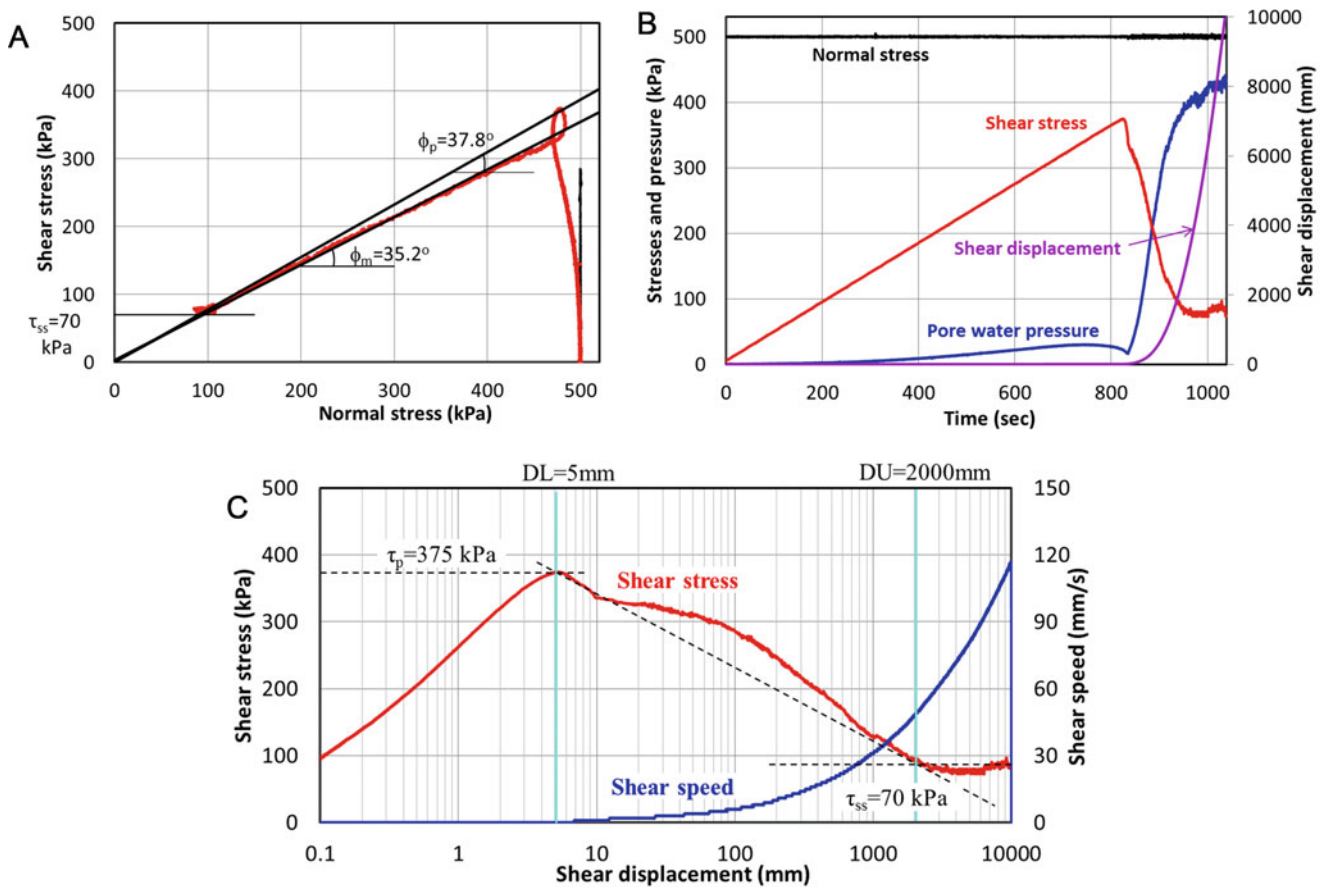 A
Shear stress (kPa)
500
400
300
200
100
0
τss=70
kPa
ϕp=37.8°
ϕm=35.2°
0 100 200 300 400 500
Normal stress (kPa)
B
Stresses and pressure (kPa)
500
400
300
200
100
0
Normal stress
Shear stress
Shear displacement
Pore water pressure
10000
8000
6000
4000
2000
0
Shear displacement (mm)
0 200 400 600 800 1000
Time (sec)
C
DL=5mm
DU=2000mm
Shear stress (kPa)
500
400
300
200
100
0
τp=375 kPa
Shear stress
Shear speed
τss=70 kPa
150
120
90
60
30
0
Shear speed (mm/s)
0.1 1 10 100 1000 10000
Shear displacement (mm)